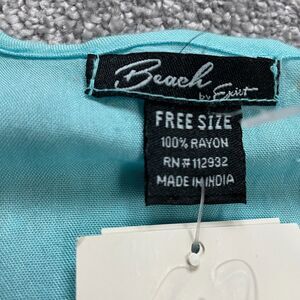 Beach
by Exist
FREE SIZE
100% RAYON
RN#112932
MADE IN INDIA